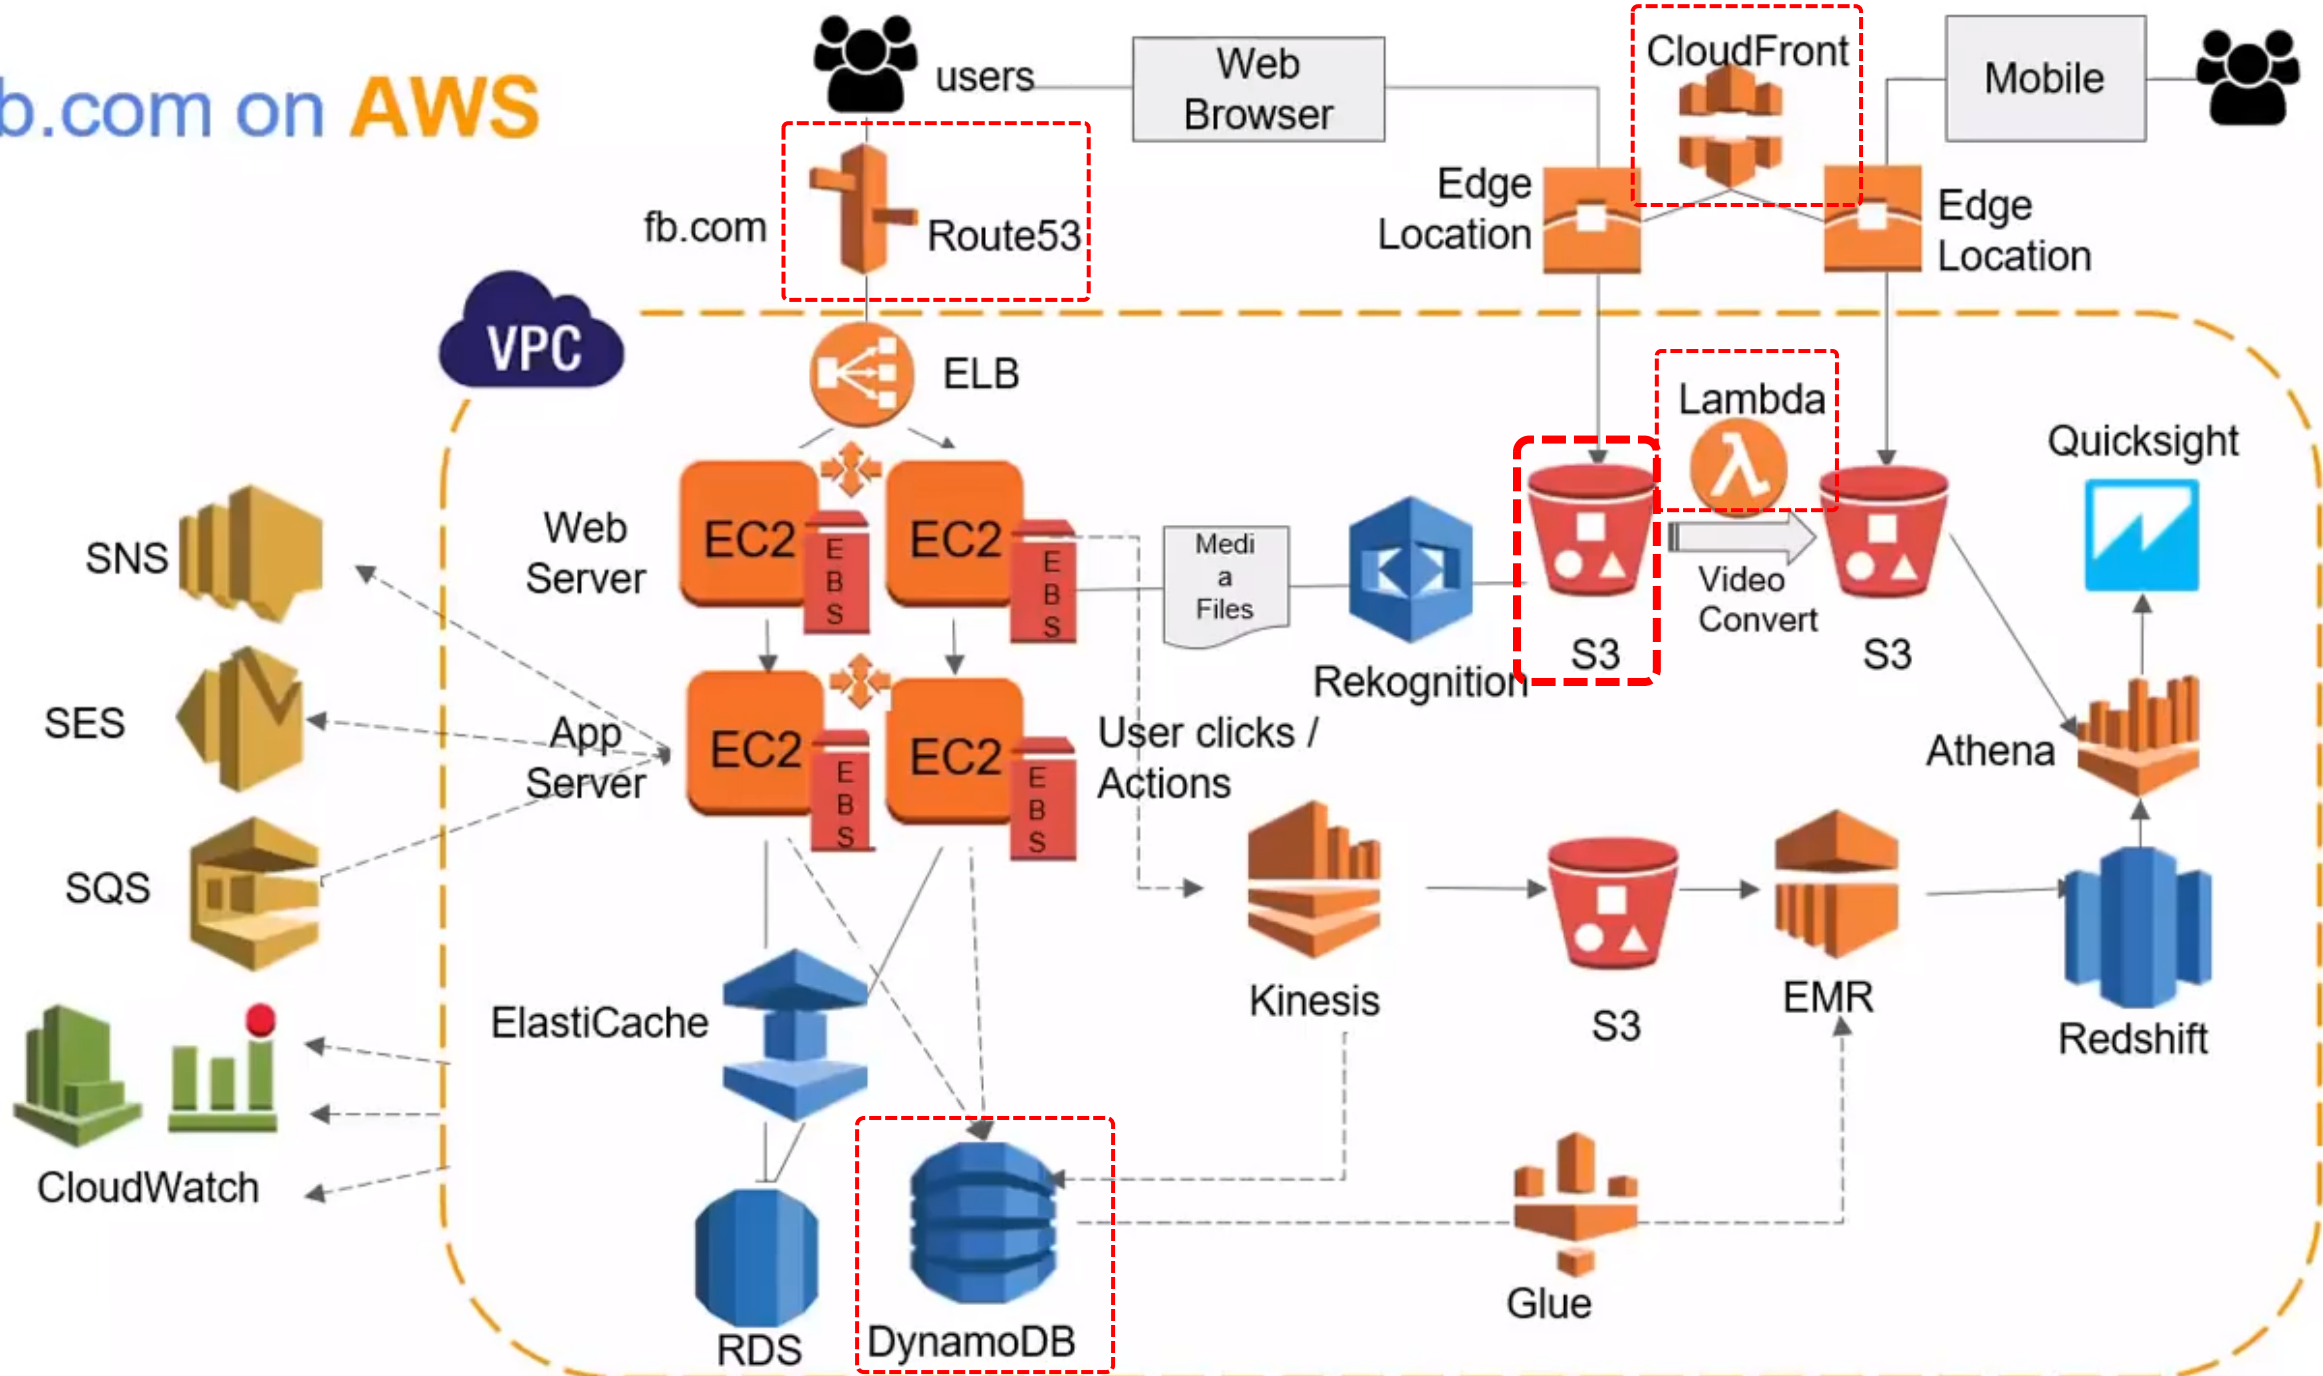 b.com on AWS
users
Web
Browser
CloudFront
Mobile
fb.com
Route53
Edge
Location
Edge
Location
VPC
ELB
Lambda
Quicksight
SNS
Web
Server
EC2
E
B
S
EC2
E
B
S
Medi
a
Files
Rekognition
S3
Video
Convert
S3
SES
App
Server
EC2
E
B
S
EC2
E
B
S
User clicks /
Actions
Athena
SQS
ElastiCache
Kinesis
S3
EMR
Redshift
CloudWatch
RDS
DynamoDB
Glue